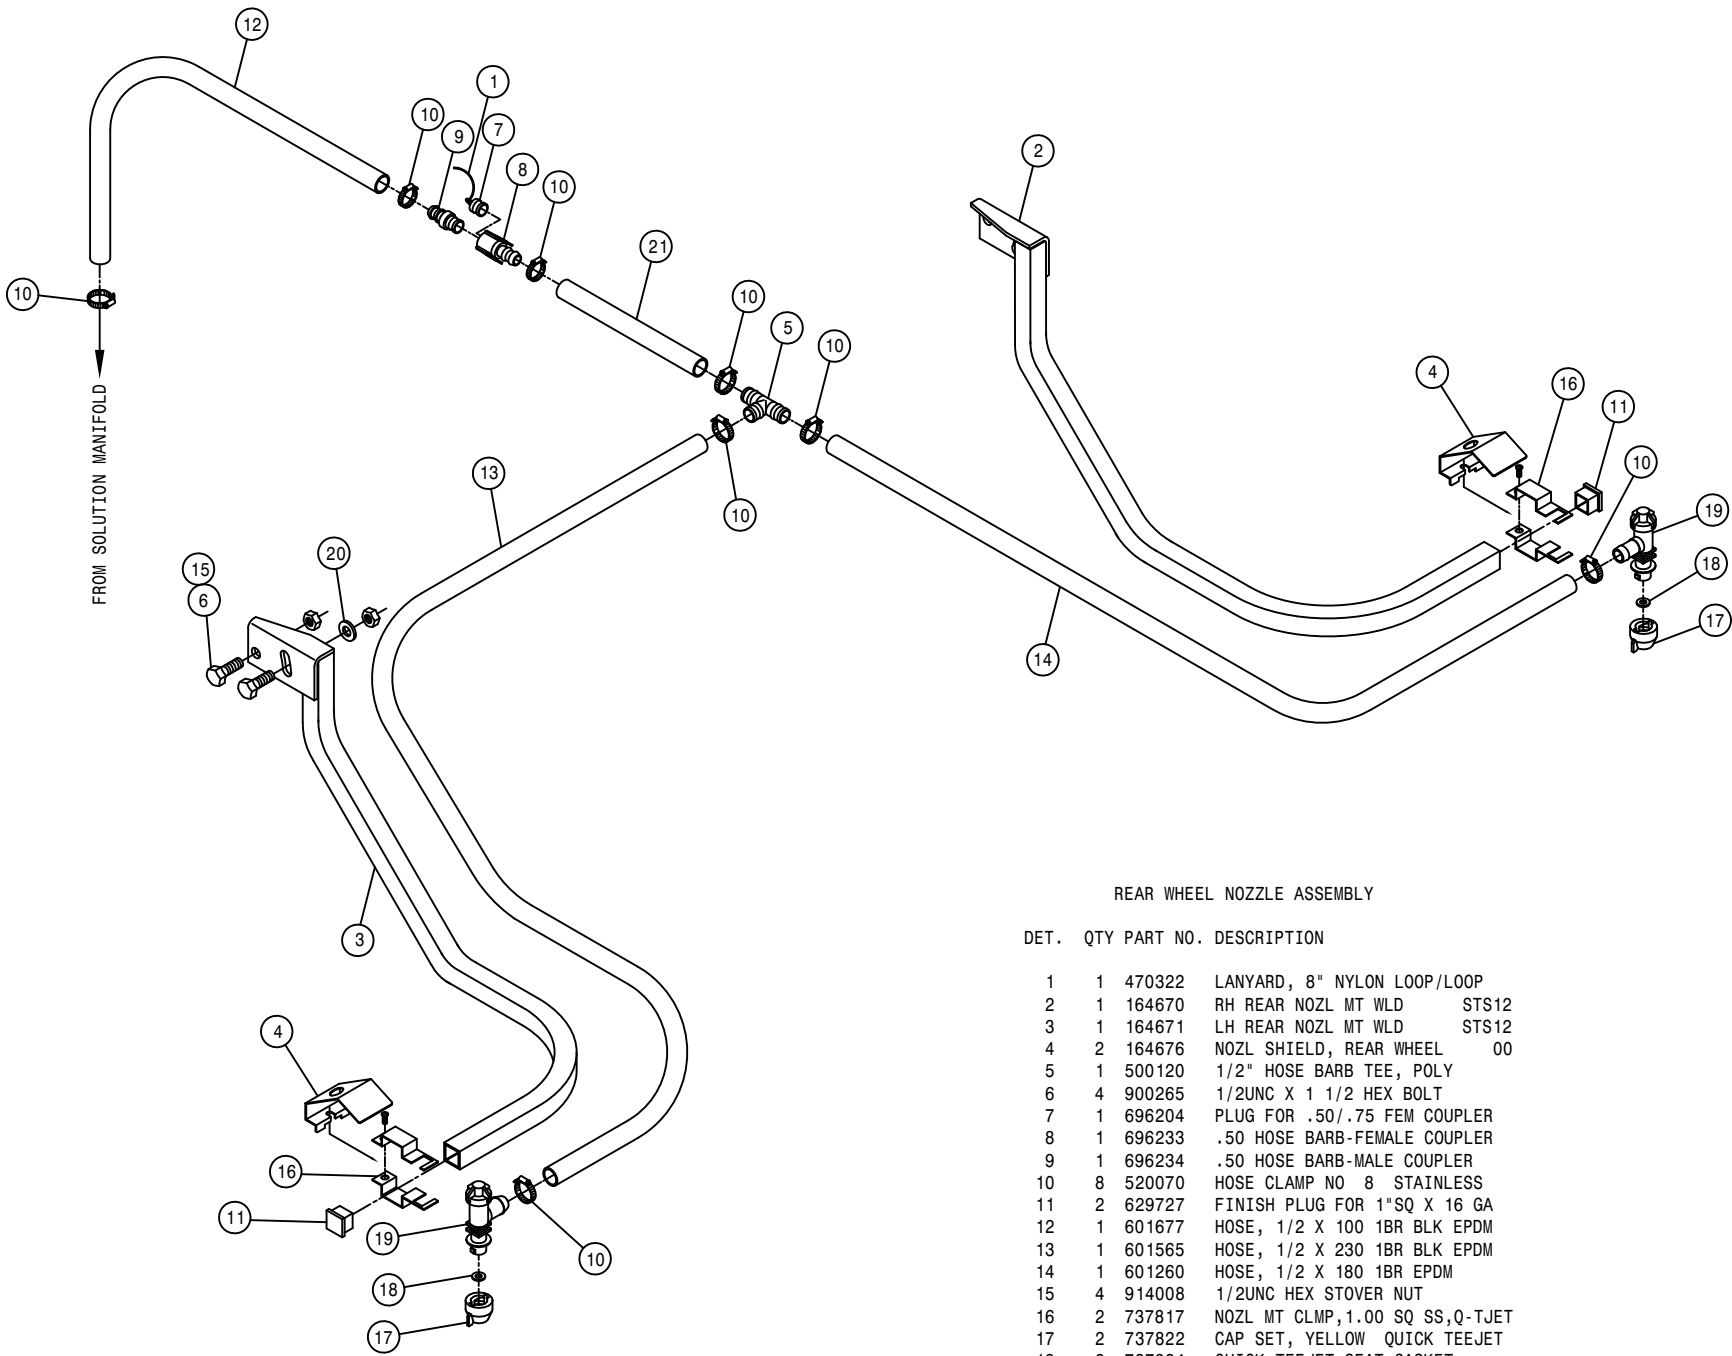 12
1
10
9
7
8
10
2
21
10
10
5
10
4
16
11
10
19
18
17
FROM SOLUTION MANIFOLD
13
10
20
15
6
14
3
4
16
11
19
10
18
17
REAR WHEEL NOZZLE ASSEMBLY
DET. QTY PART NO. DESCRIPTION
1 1 470322 LANYARD, 8" NYLON LOOP/LOOP
2 1 164670 RH REAR NOZL MT WLD STS12
3 1 164671 LH REAR NOZL MT WLD STS12
4 2 164676 NOZL SHIELD, REAR WHEEL 00
5 1 500120 1/2" HOSE BARB TEE, POLY
6 4 900265 1/2UNC X 1 1/2 HEX BOLT
7 1 696204 PLUG FOR .50/.75 FEM COUPLER
8 1 696233 .50 HOSE BARB-FEMALE COUPLER
9 1 696234 .50 HOSE BARB-MALE COUPLER
10 8 520070 HOSE CLAMP NO 8 STAINLESS
11 2 629727 FINISH PLUG FOR 1"SQ X 16 GA
12 1 601677 HOSE, 1/2 X 100 1BR BLK EPDM
13 1 601565 HOSE, 1/2 X 230 1BR BLK EPDM
14 1 601260 HOSE, 1/2 X 180 1BR EPDM
15 4 914008 1/2UNC HEX STOVER NUT
16 2 737817 NOZL MT CLMP,1.00 SQ SS,Q-TJET
17 2 737822 CAP SET, YELLOW QUICK TEEJET